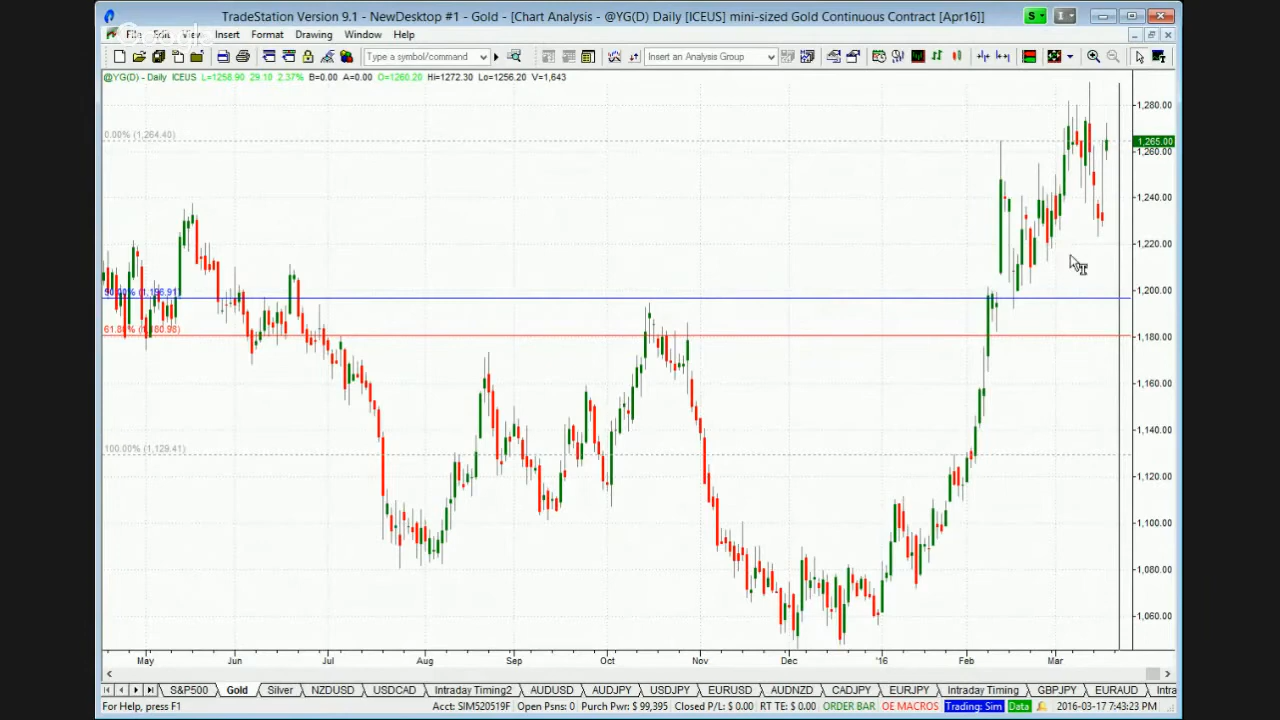 TradeStation Version 9.1 - NewDesktop #1 - Gold - [Chart Analysis - @YG(D) Daily [ICEUS] mini-sized Gold Continuous Contract [Apr16]]
S
I
File Edit View Insert Format Drawing Window Help
Google
Type a symbol/command
Insert an Analysis Group
@YG(D) - Daily ICEUS L=1258.90 29.10 2.37% B=0.00 A=0.00 O=1260.20 Hi=1272.30 Lo=1256.20 V=1,643
1,280.00
0.00% (1,264.40)
1,265.00
1,260.00
1,240.00
1,220.00
50.00% (1,196.91)
1,200.00
61.80% (1,180.98)
1,180.00
1,160.00
1,140.00
100.00% (1,129.41)
1,120.00
1,100.00
1,080.00
1,060.00
May Jun Jul Aug Sep Oct Nov Dec '16 Feb Mar
S&P500 Gold Silver NZDUSD USDCAD Intraday Timing2 AUDUSD AUDJPY USDJPY EURUSD AUDNZD CADJPY EURJPY Intraday Timing GBPJPY EURAUD Intra
For Help, press F1 Acct: SIM520519F Open Psns: 0 Purch Pwr: $ 99,395 Closed P/L: $ 0.00 RT TE: $ 0.00 ORDER BAR OE MACROS Trading: Sim Data 2016-03-17 7:43:23 PM